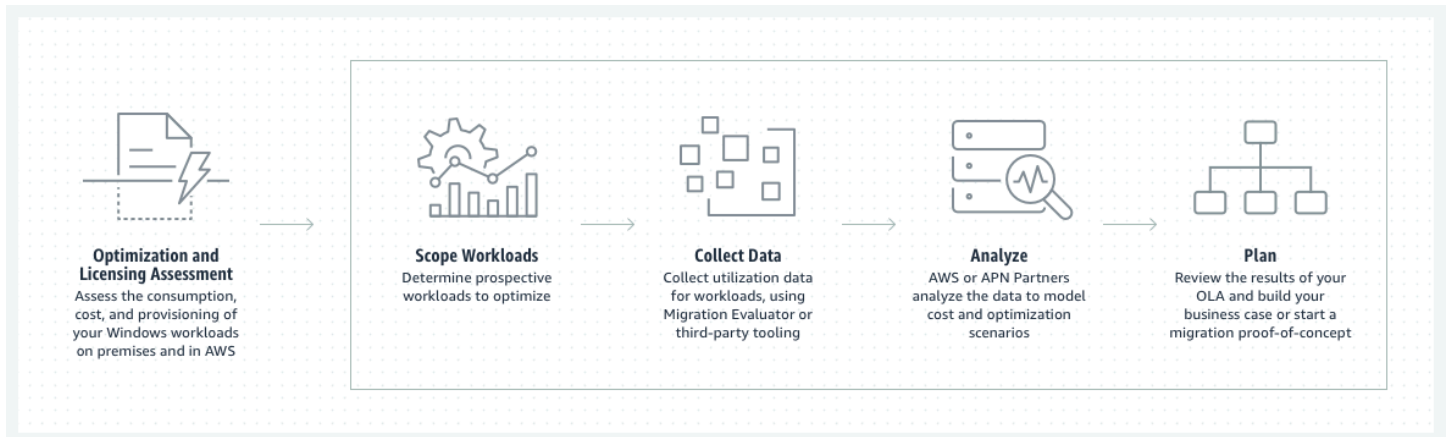 Optimization and
Licensing Assessment
Assess the consumption,
cost, and provisioning of
your Windows workloads
on premises and in AWS
Scope Workloads
Determine prospective
workloads to optimize
Collect Data
Collect utilization data
for workloads, using
Migration Evaluator or
third-party tooling
Analyze
AWS or APN Partners
analyze the data to model
cost and optimization
scenarios
Plan
Review the results of your
OLA and build your
business case or start a
migration proof-of-concept